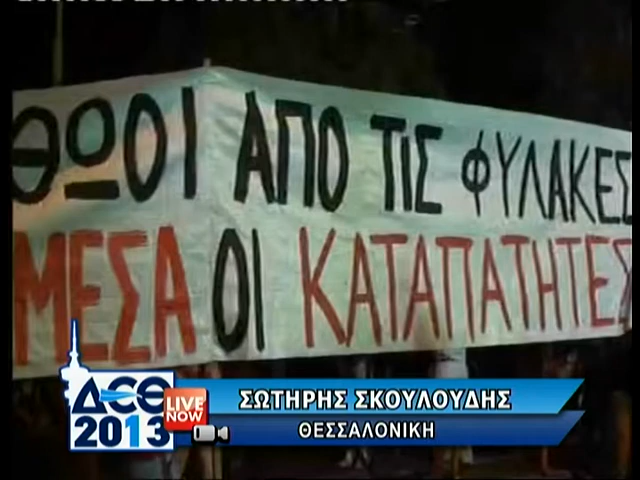 ΘΩΟΙ ΑΠΟ ΤΙΣ ΦΥΛΑΚΕΣ
ΜΕΣΑ ΟΙ ΚΑΤΑΠΑΤΗΤΕΣ
ΔΕΘ
2013
LIVE
NOW
ΣΩΤΗΡΗΣ ΣΚΟΥΛΟΥΔΗΣ
ΘΕΣΣΑΛΟΝΙΚΗ